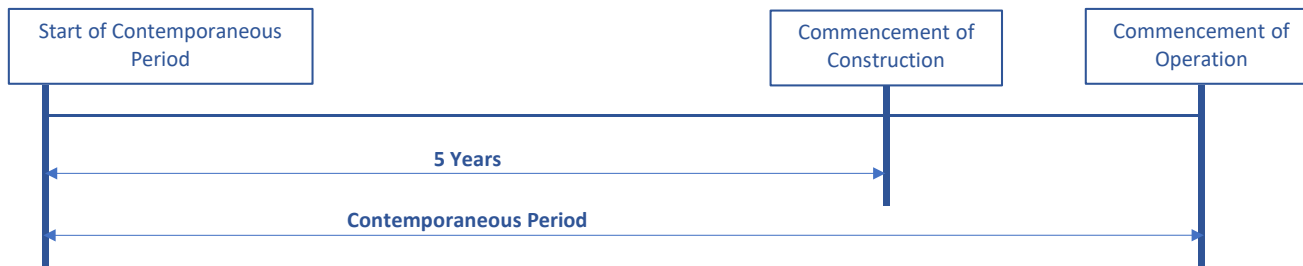 Start of Contemporaneous
Period
Commencement of
Construction
Commencement of
Operation
5 Years
Contemporaneous Period